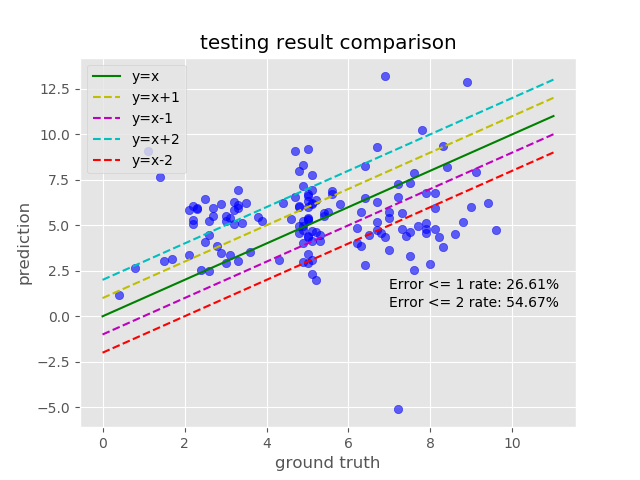 testing result comparison
y=x
y=x+1
y=x-1
y=x+2
y=x-2
12.5
10.0
7.5
5.0
2.5
0.0
−2.5
−5.0
prediction
Error <= 1 rate: 26.61%
Error <= 2 rate: 54.67%
0 2 4 6 8 10
ground truth